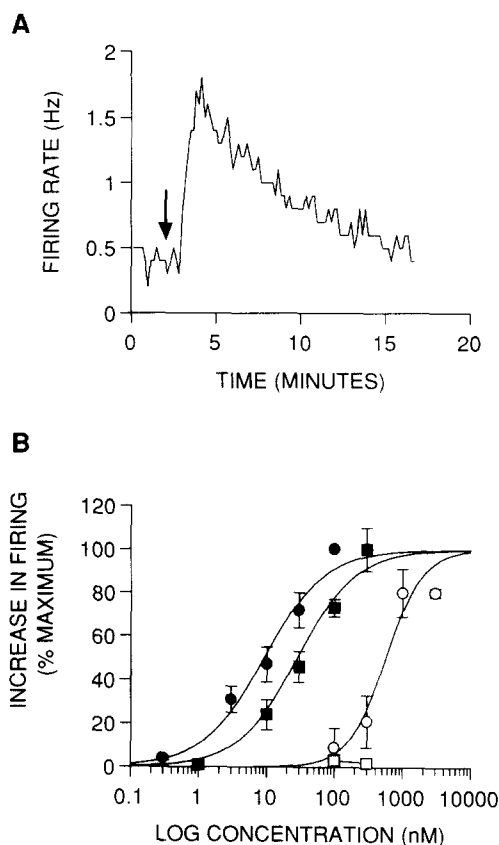 A
2
1.5
1
0.5
0
FIRING RATE (Hz)
0 5 10 15 20
TIME (MINUTES)
B
120
100
80
60
40
20
0
INCREASE IN FIRING
(% MAXIMUM)
0.1 1 10 100 1000 10000
LOG CONCENTRATION (nM)